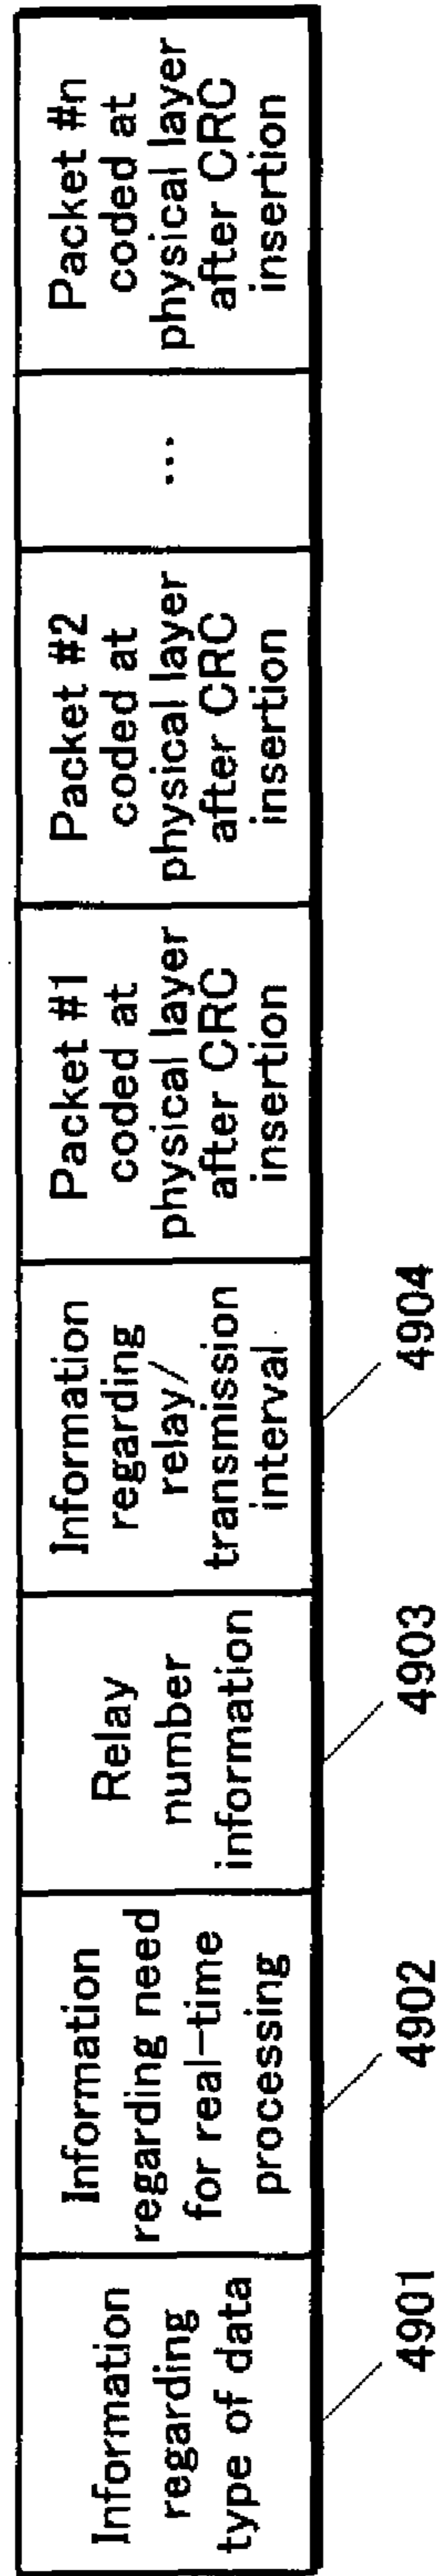 Information
regarding
type of data
Information
regarding need
for real-time
processing
Relay
number
information
Information
regarding
relay/
transmission
interval
Packet #1
coded at
physical layer
after CRC
insertion
Packet #2
coded at
physical layer
after CRC
insertion
...
Packet #n
coded at
physical layer
after CRC
insertion
4901
4902
4903
4904